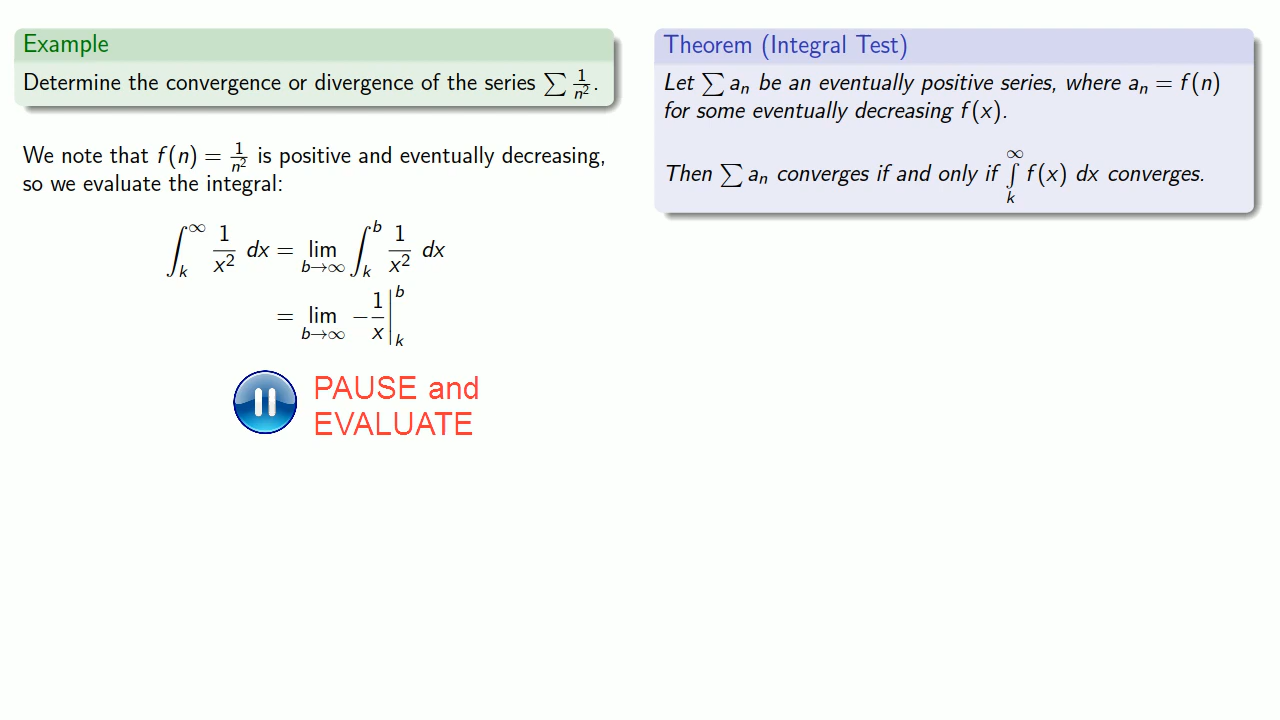 Example
Determine the convergence or divergence of the series ∑ 1/n².
We note that f(n) = 1/n² is positive and eventually decreasing,
so we evaluate the integral:
∫_k^∞ 1/x² dx = lim_{b→∞} ∫_k^b 1/x² dx
= lim_{b→∞} −1/x |_k^b
PAUSE and
EVALUATE
Theorem (Integral Test)
Let ∑ aₙ be an eventually positive series, where aₙ = f(n)
for some eventually decreasing f(x).
Then ∑ aₙ converges if and only if ∫_k^∞ f(x) dx converges.